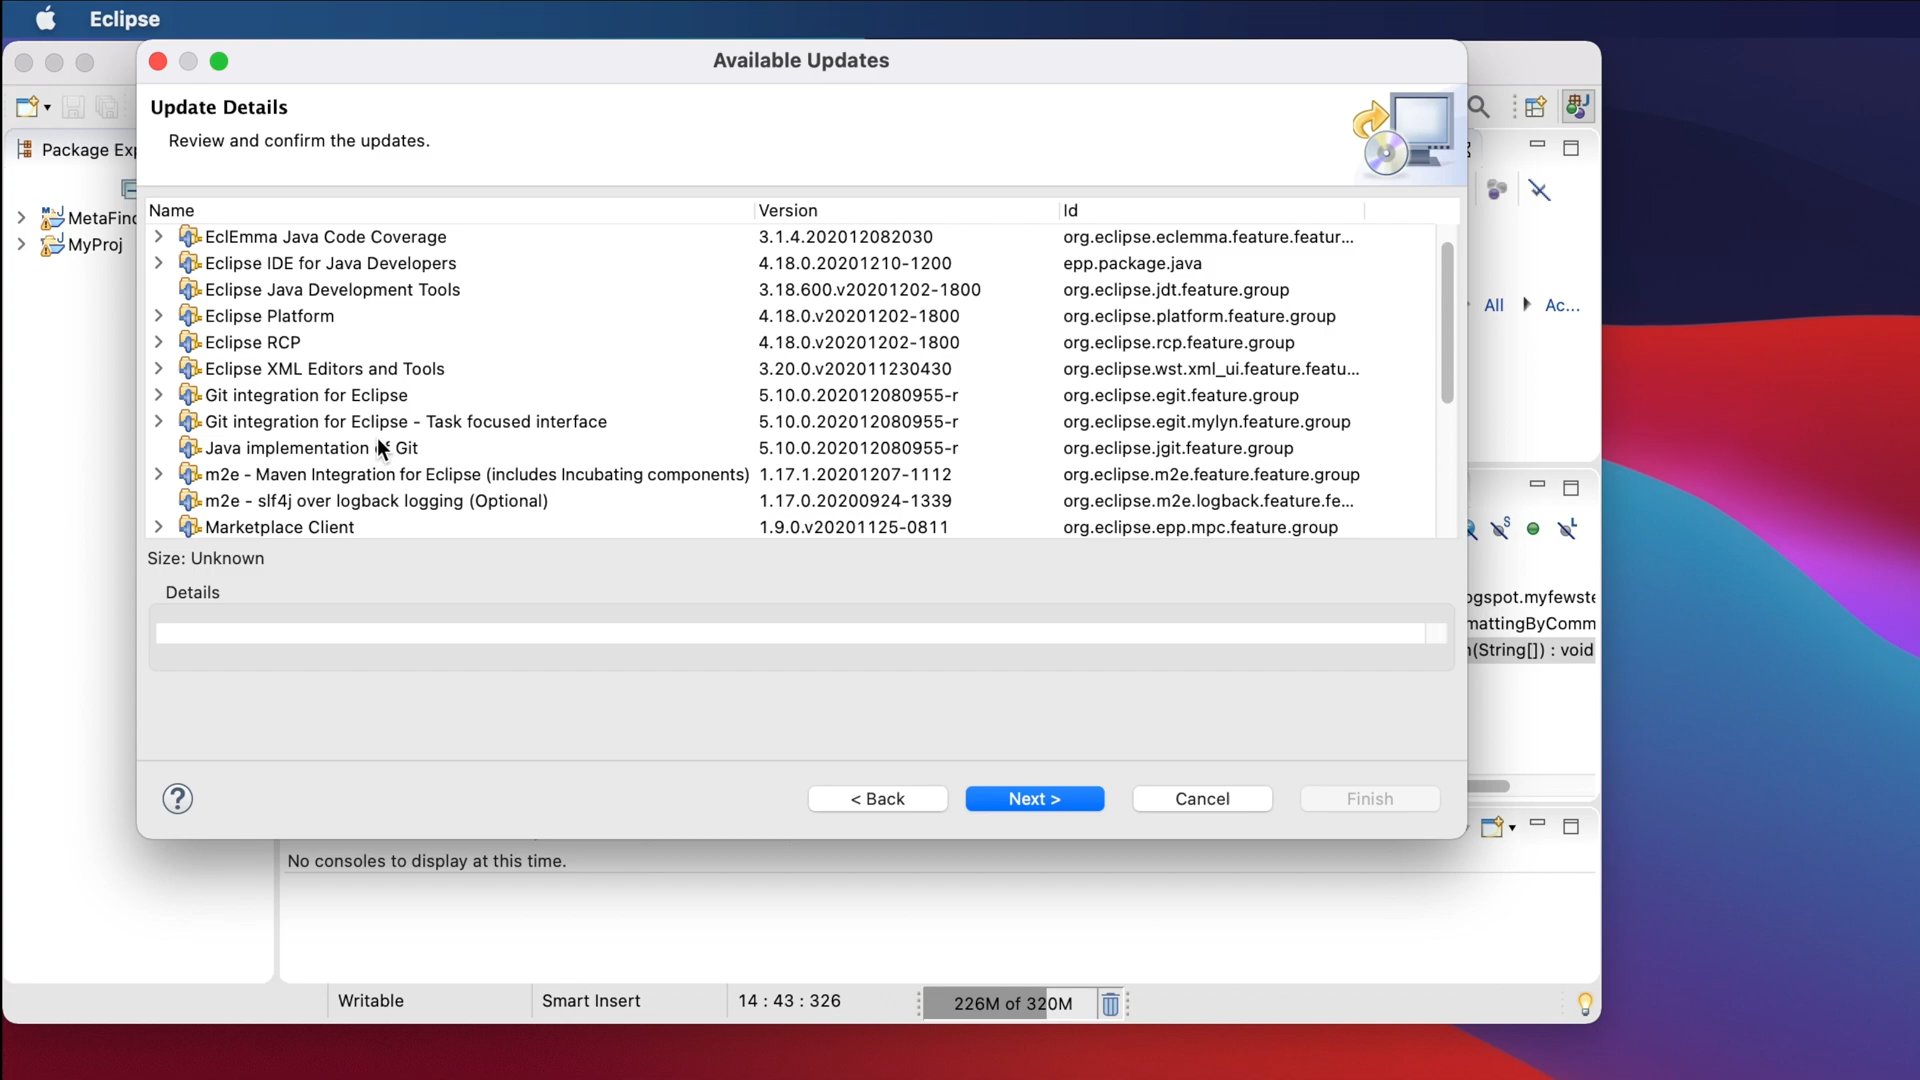 Eclipse
Available Updates
Update Details
Review and confirm the updates.
Package Exp
MetaFind
MyProj
Name Version Id
EclEmma Java Code Coverage 3.1.4.202012082030 org.eclipse.eclemma.feature.featur...
Eclipse IDE for Java Developers 4.18.0.20201210-1200 epp.package.java
Eclipse Java Development Tools 3.18.600.v20201202-1800 org.eclipse.jdt.feature.group
Eclipse Platform 4.18.0.v20201202-1800 org.eclipse.platform.feature.group
Eclipse RCP 4.18.0.v20201202-1800 org.eclipse.rcp.feature.group
Eclipse XML Editors and Tools 3.20.0.v202011230430 org.eclipse.wst.xml_ui.feature.featu...
Git integration for Eclipse 5.10.0.202012080955-r org.eclipse.egit.feature.group
Git integration for Eclipse - Task focused interface 5.10.0.202012080955-r org.eclipse.egit.mylyn.feature.group
Java implementation of Git 5.10.0.202012080955-r org.eclipse.jgit.feature.group
m2e - Maven Integration for Eclipse (includes Incubating components) 1.17.1.20201207-1112 org.eclipse.m2e.feature.feature.group
m2e - slf4j over logback logging (Optional) 1.17.0.20200924-1339 org.eclipse.m2e.logback.feature.fe...
Marketplace Client 1.9.0.v20201125-0811 org.eclipse.epp.mpc.feature.group
All Ac...
Size: Unknown
Details
ogspot.myfewste
mattingByComm
n(String[]) : void
? < Back Next > Cancel Finish
No consoles to display at this time.
Writable Smart Insert 14 : 43 : 326 226M of 320M